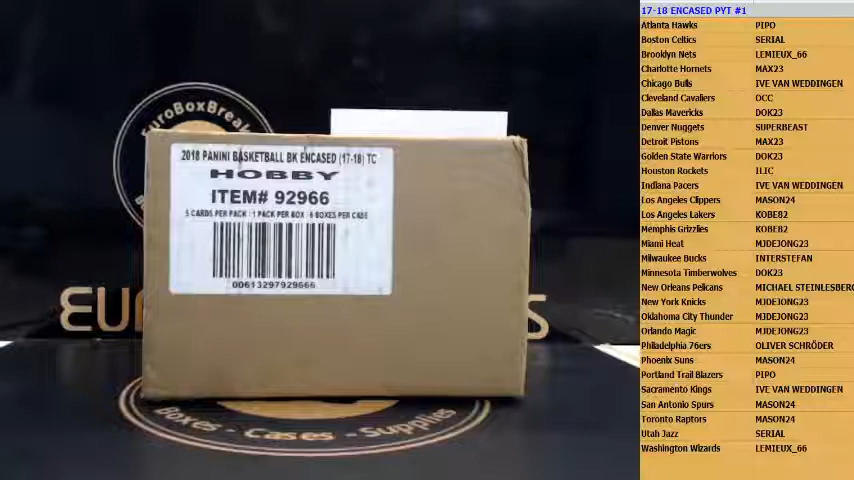 EuroBoxBreak
2018 PANINI BASKETBALL BK ENCASED (17-18) TC
HOBBY
ITEM# 92966
5 CARDS PER PACK : 1 PACK PER BOX : 6 BOXES PER CASE
00613297929666
EU
S
Boxes - Cases - Supplies
17-18 ENCASED PYT #1
Atlanta Hawks PIPO
Boston Celtics SERIAL
Brooklyn Nets LEMIEUX_66
Charlotte Hornets MAX23
Chicago Bulls IVE VAN WEDDINGEN
Cleveland Cavaliers OCC
Dallas Mavericks DOK23
Denver Nuggets SUPERBEAST
Detroit Pistons MAX23
Golden State Warriors DOK23
Houston Rockets ILIC
Indiana Pacers IVE VAN WEDDINGEN
Los Angeles Clippers MASON24
Los Angeles Lakers KOBE82
Memphis Grizzlies KOBE82
Miami Heat MJDEJONG23
Milwaukee Bucks INTERSTEFAN
Minnesota Timberwolves DOK23
New Orleans Pelicans MICHAEL STEINLESBERG
New York Knicks MJDEJONG23
Oklahoma City Thunder MJDEJONG23
Orlando Magic MJDEJONG23
Philadelphia 76ers OLIVER SCHRÖDER
Phoenix Suns MASON24
Portland Trail Blazers PIPO
Sacramento Kings IVE VAN WEDDINGEN
San Antonio Spurs MASON24
Toronto Raptors MASON24
Utah Jazz SERIAL
Washington Wizards LEMIEUX_66